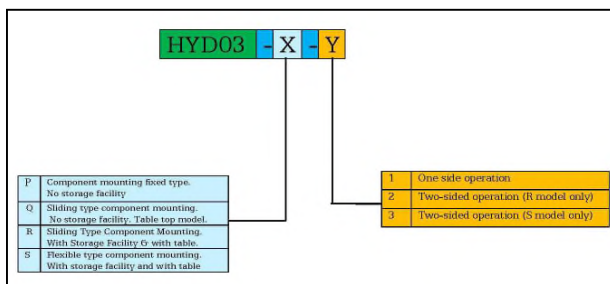 HYD03 - X - Y
P Component mounting fixed type.
No storage facility
Q Sliding type component mounting.
No storage facility. Table top model.
R Sliding Type Component Mounting.
With Storage Facility & with table.
S Flexible type component mounting.
With storage facility and with table
1 One side operation
2 Two-sided operation (R model only)
3 Two-sided operation (S model only)